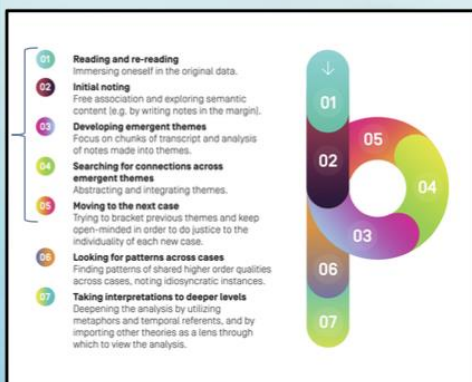 01 Reading and re-reading
Immersing oneself in the original data.
02 Initial noting
Free association and exploring semantic
content (e.g. by writing notes in the margin).
03 Developing emergent themes
Focus on chunks of transcript and analysis
of notes made into themes.
04 Searching for connections across
emergent themes
Abstracting and integrating themes.
05 Moving to the next case
Trying to bracket previous themes and keep
open-minded in order to do justice to the
individuality of each new case.
06 Looking for patterns across cases
Finding patterns of shared higher order qualities
across cases, noting idiosyncratic instances.
07 Taking interpretations to deeper levels
Deepening the analysis by utilizing
metaphors and temporal referents, and by
importing other theories as a lens through
which to view the analysis.
01
02
05
04
03
06
07